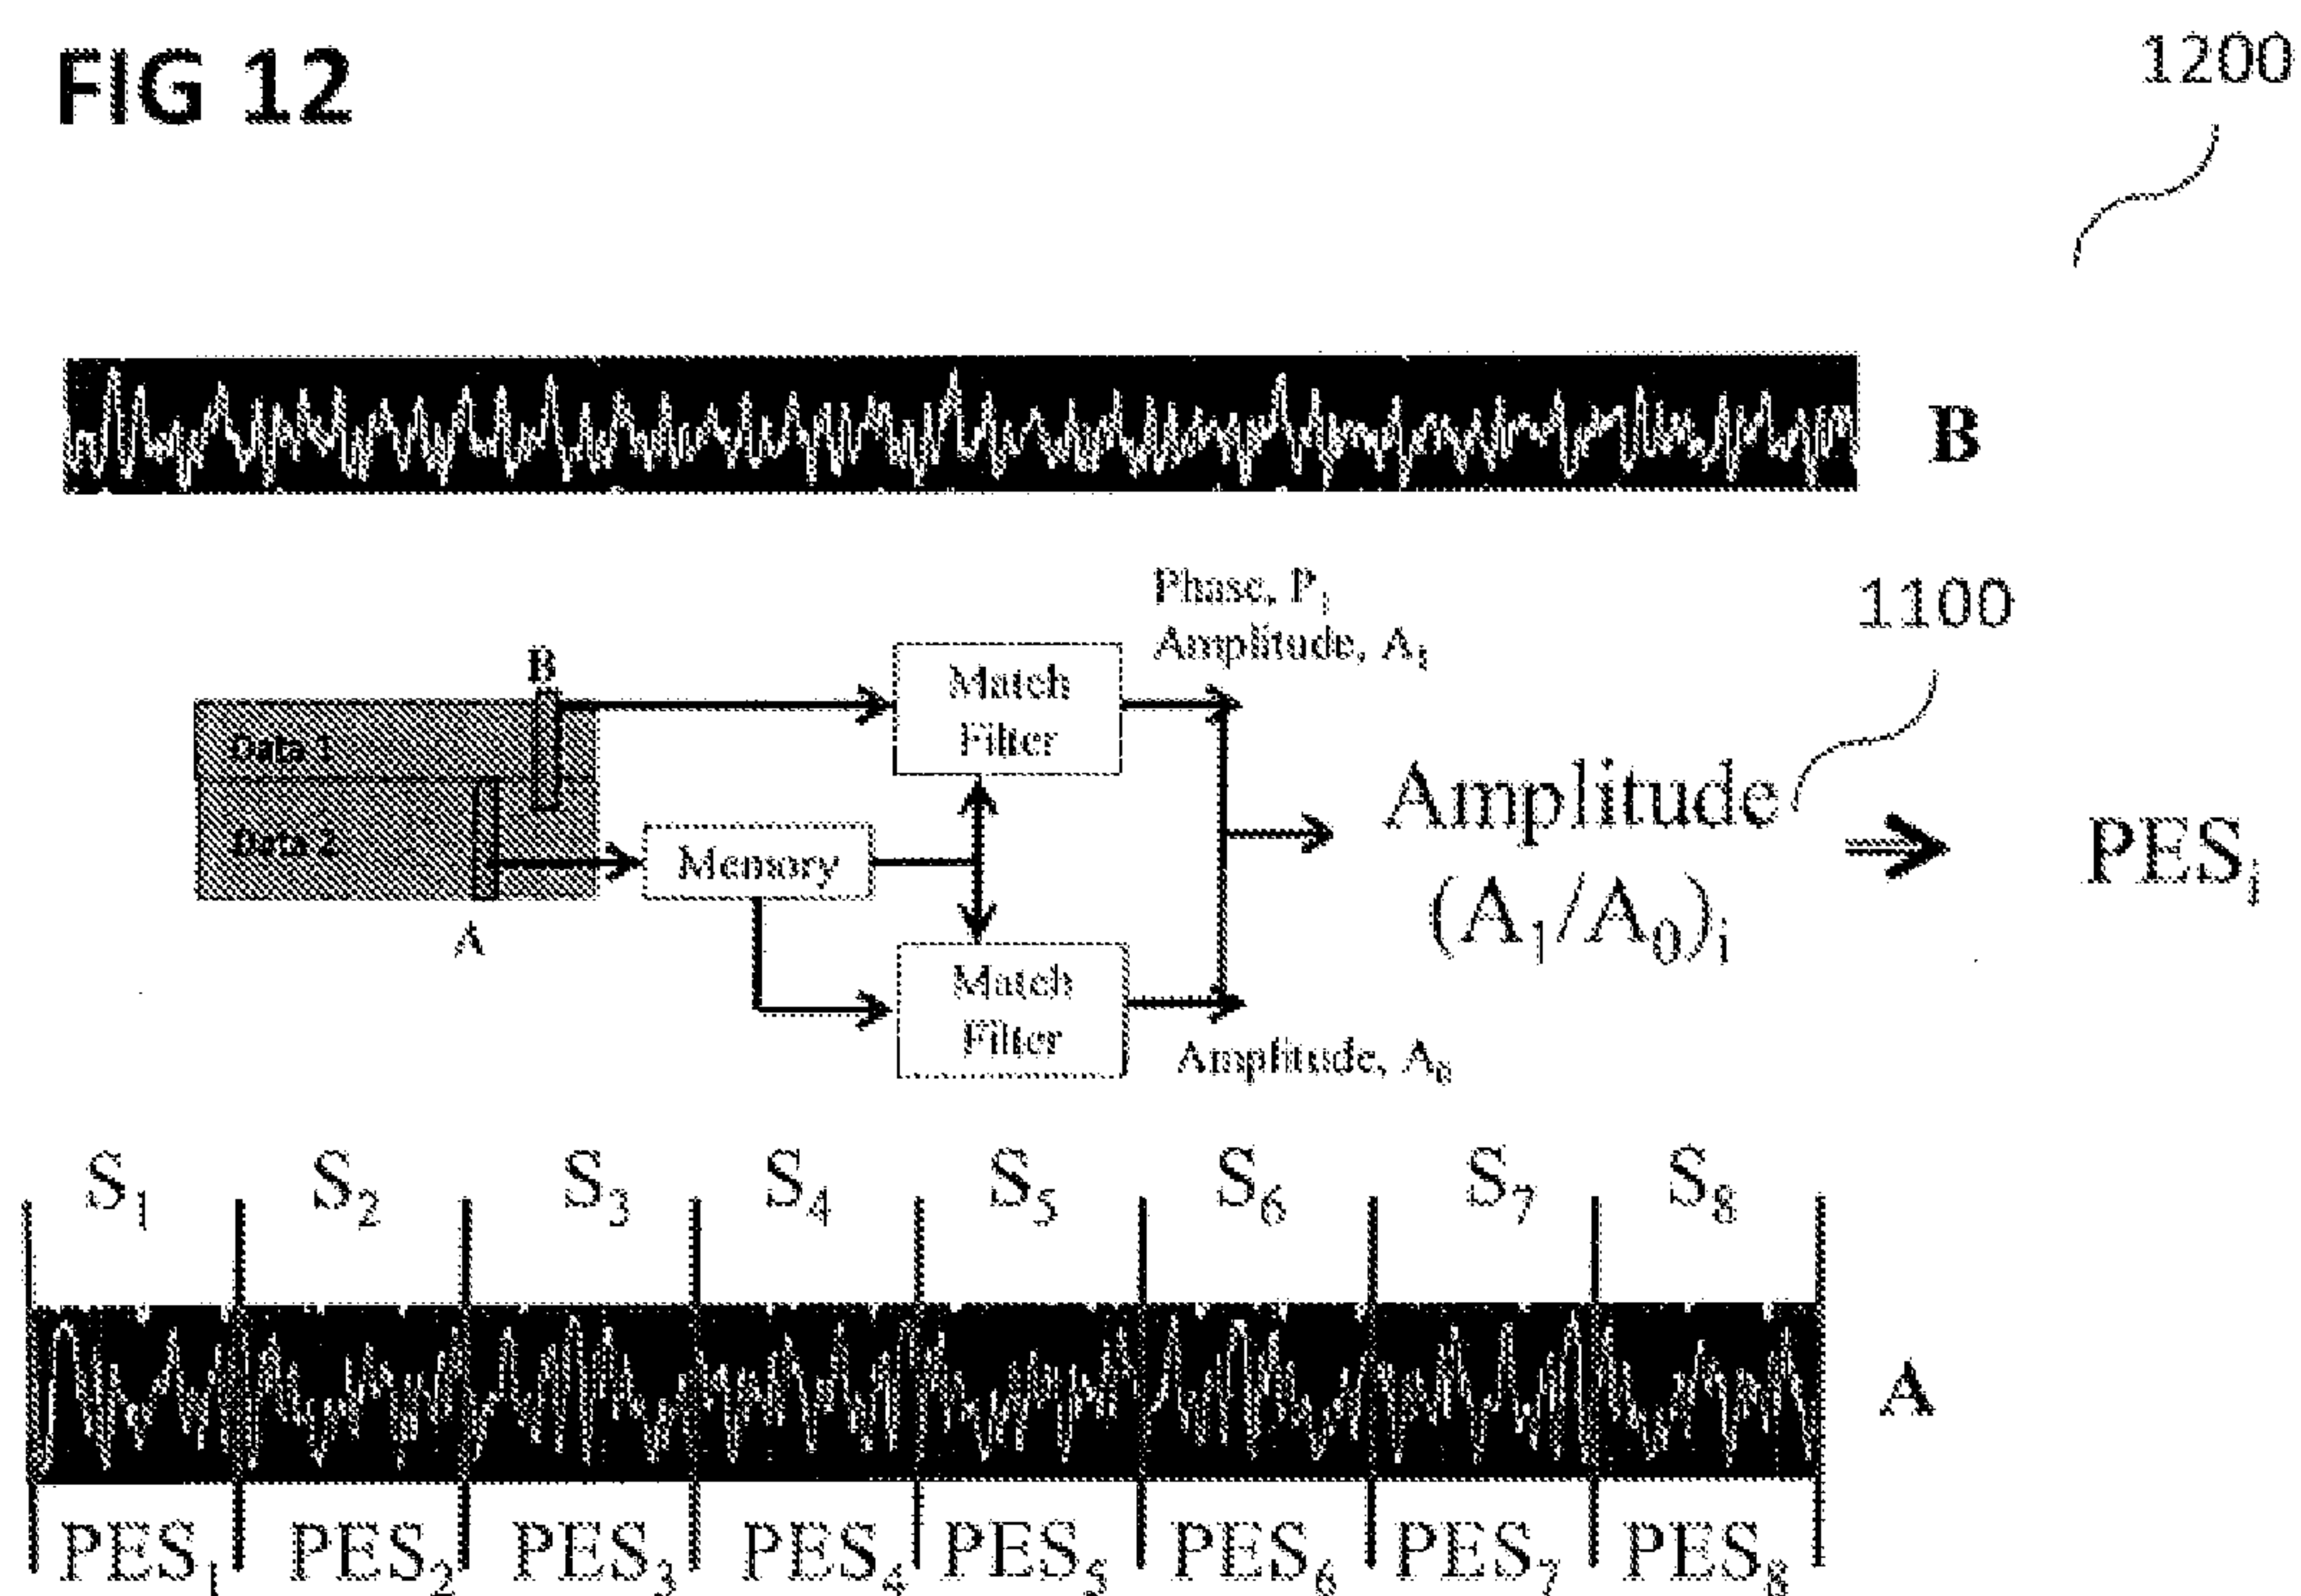 FIG 12
1200
B
Phase, P₁
Amplitude, A₁
1100
B
Match
Filter
Data 1
Amplitude
(A₁/A₀)ᵢ
PESᵢ
Data 2
Memory
A
Match
Filter
Amplitude, A₀
S₁ S₂ S₃ S₄ S₅ S₆ S₇ S₈
A
PES₁ PES₂ PES₃ PES₄ PES₅ PES₆ PES₇ PES₈